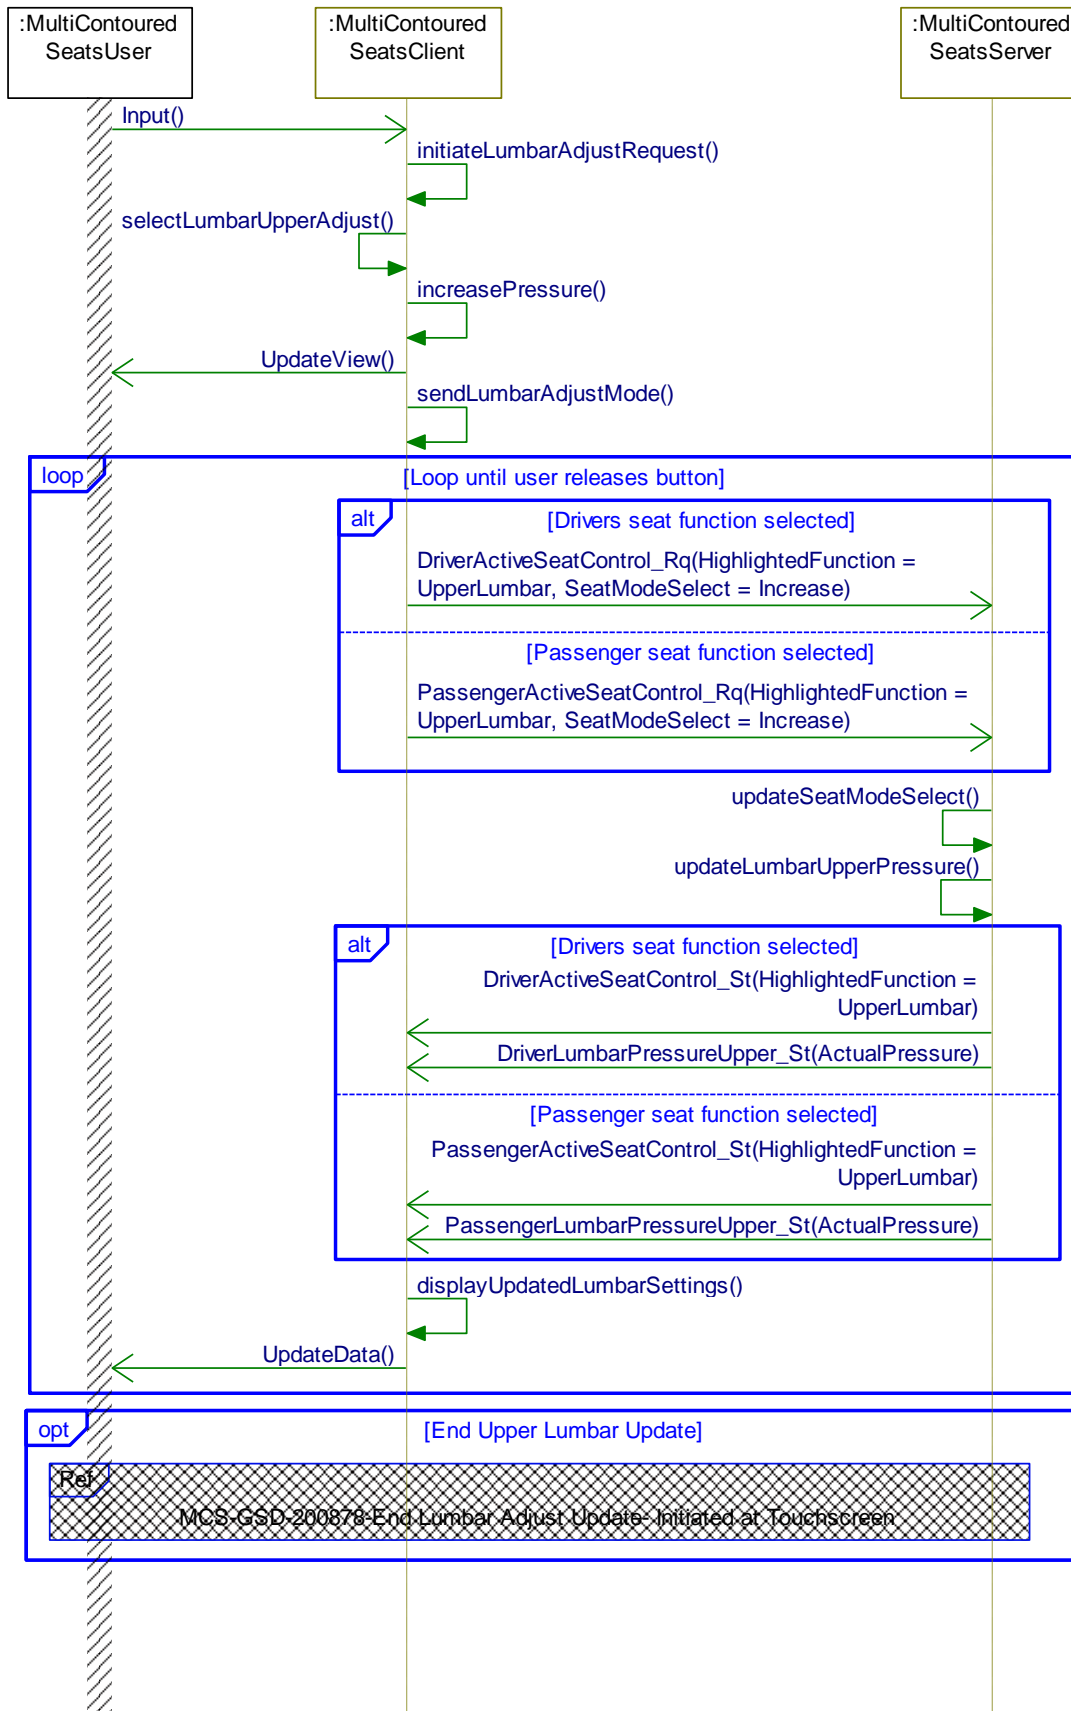 :MultiContoured
SeatsUser
:MultiContoured
SeatsClient
:MultiContoured
SeatsServer
Input()
initiateLumbarAdjustRequest()
selectLumbarUpperAdjust()
increasePressure()
UpdateView()
sendLumbarAdjustMode()
loop
[Loop until user releases button]
alt
[Drivers seat function selected]
DriverActiveSeatControl_Rq(HighlightedFunction =
UpperLumbar, SeatModeSelect = Increase)
[Passenger seat function selected]
PassengerActiveSeatControl_Rq(HighlightedFunction =
UpperLumbar, SeatModeSelect = Increase)
updateSeatModeSelect()
updateLumbarUpperPressure()
alt
[Drivers seat function selected]
DriverActiveSeatControl_St(HighlightedFunction =
UpperLumbar)
DriverLumbarPressureUpper_St(ActualPressure)
[Passenger seat function selected]
PassengerActiveSeatControl_St(HighlightedFunction =
UpperLumbar)
PassengerLumbarPressureUpper_St(ActualPressure)
displayUpdatedLumbarSettings()
UpdateData()
opt
[End Upper Lumbar Update]
Ref
MCS-GSD-200878-End Lumbar Adjust Update- Initiated at Touchscreen